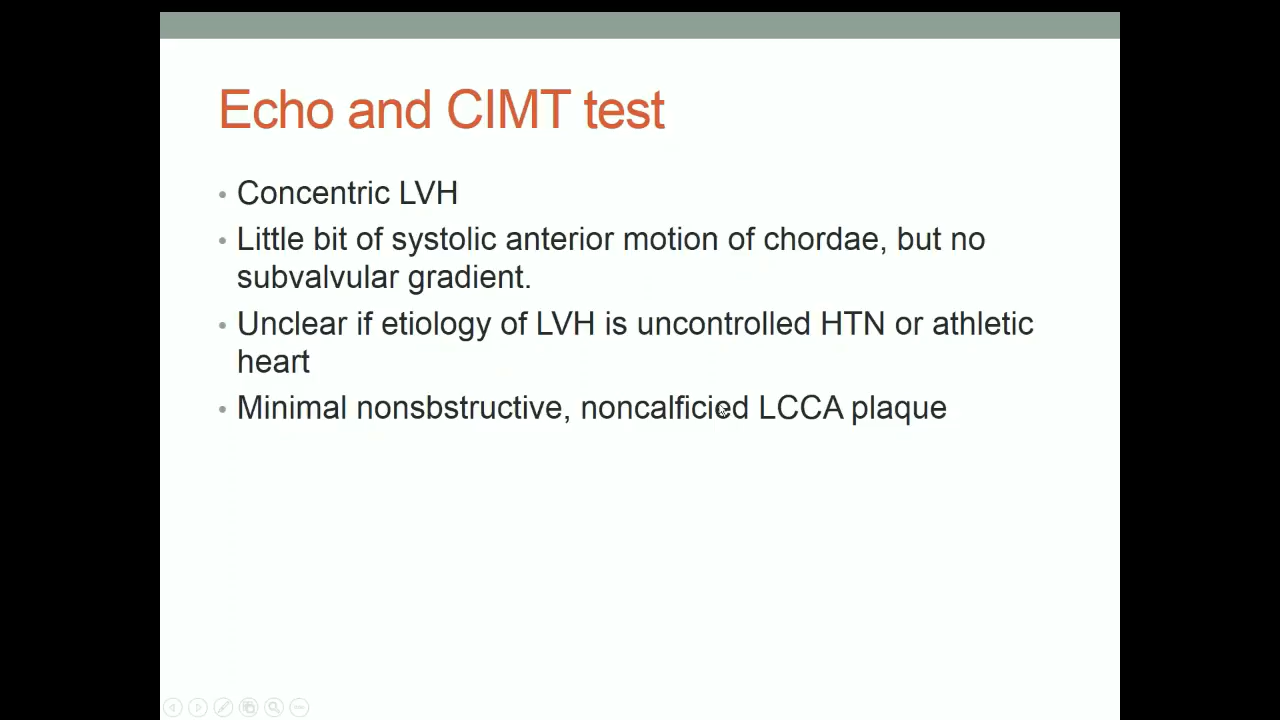 Echo and CIMT test
• Concentric LVH
• Little bit of systolic anterior motion of chordae, but no
subvalvular gradient.
• Unclear if etiology of LVH is uncontrolled HTN or athletic
heart
• Minimal nonsbstructive, noncalficied LCCA plaque